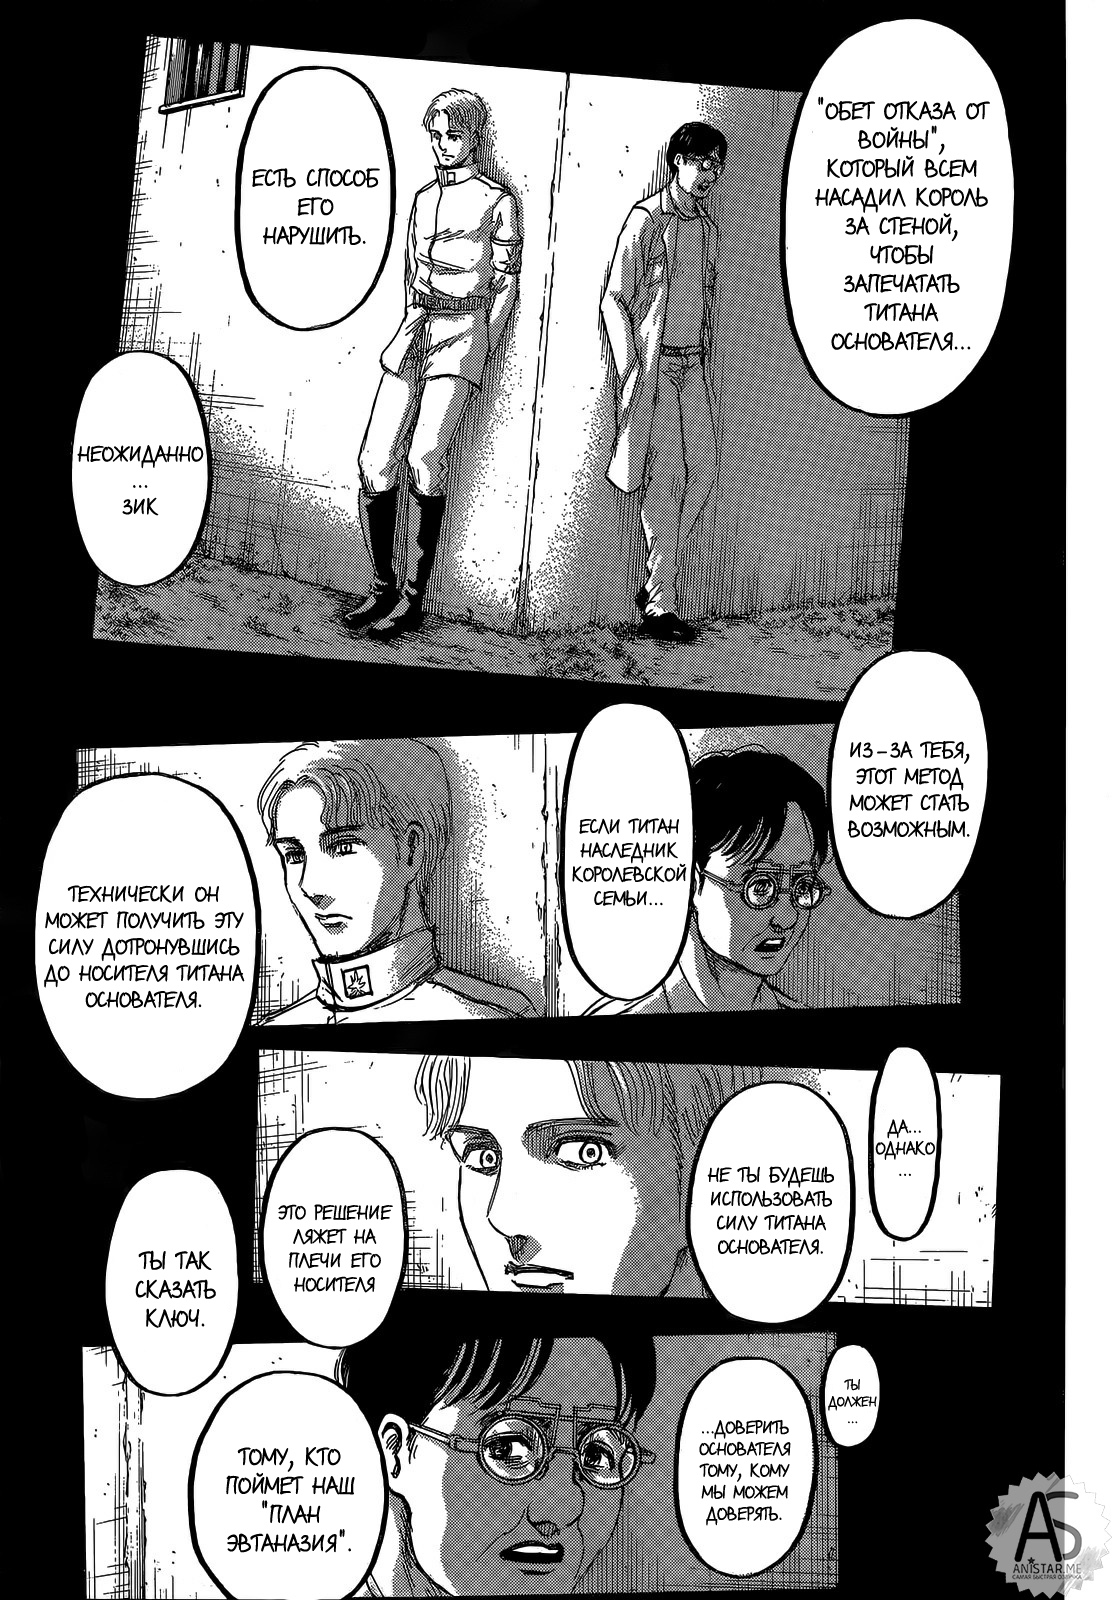 "ОБЕТ ОТКАЗА ОТ
ВОЙНЫ",
КОТОРЫЙ ВСЕМ
НАСАДИЛ КОРОЛЬ
ЗА СТЕНОЙ,
ЧТОБЫ
ЗАПЕЧАТАТЬ
ТИТАНА
ОСНОВАТЕЛЯ...
ЕСТЬ СПОСОБ
ЕГО
НАРУШИТЬ.
НЕОЖИДАННО
...
ЗИК
ИЗ-ЗА ТЕБЯ,
ЭТОТ МЕТОД
МОЖЕТ СТАТЬ
ВОЗМОЖНЫМ.
ЕСЛИ ТИТАН
НАСЛЕДНИК
КОРОЛЕВСКОЙ
СЕМЬИ...
ТЕХНИЧЕСКИ ОН
МОЖЕТ ПОЛУЧИТЬ ЭТУ
СИЛУ ДОТРОНУВШИСЬ
ДО НОСИТЕЛЯ ТИТАНА
ОСНОВАТЕЛЯ.
ДА...
ОДНАКО
...
НЕ ТЫ БУДЕШЬ
ИСПОЛЬЗОВАТЬ
СИЛУ ТИТАНА
ОСНОВАТЕЛЯ.
ЭТО РЕШЕНИЕ
ЛЯЖЕТ НА
ПЛЕЧИ ЕГО
НОСИТЕЛЯ
ТЫ ТАК
СКАЗАТЬ
КЛЮЧ.
ТЫ
ДОЛЖЕН
...
...ДОВЕРИТЬ
ОСНОВАТЕЛЯ
ТОМУ, КОМУ
МЫ МОЖЕМ
ДОВЕРЯТЬ.
ТОМУ, КТО
ПОЙМЕТ НАШ
"ПЛАН
ЭВТАНАЗИЯ".
AS
ANISTAR.ME
САМАЯ БЫСТРАЯ ОЗВУЧКА